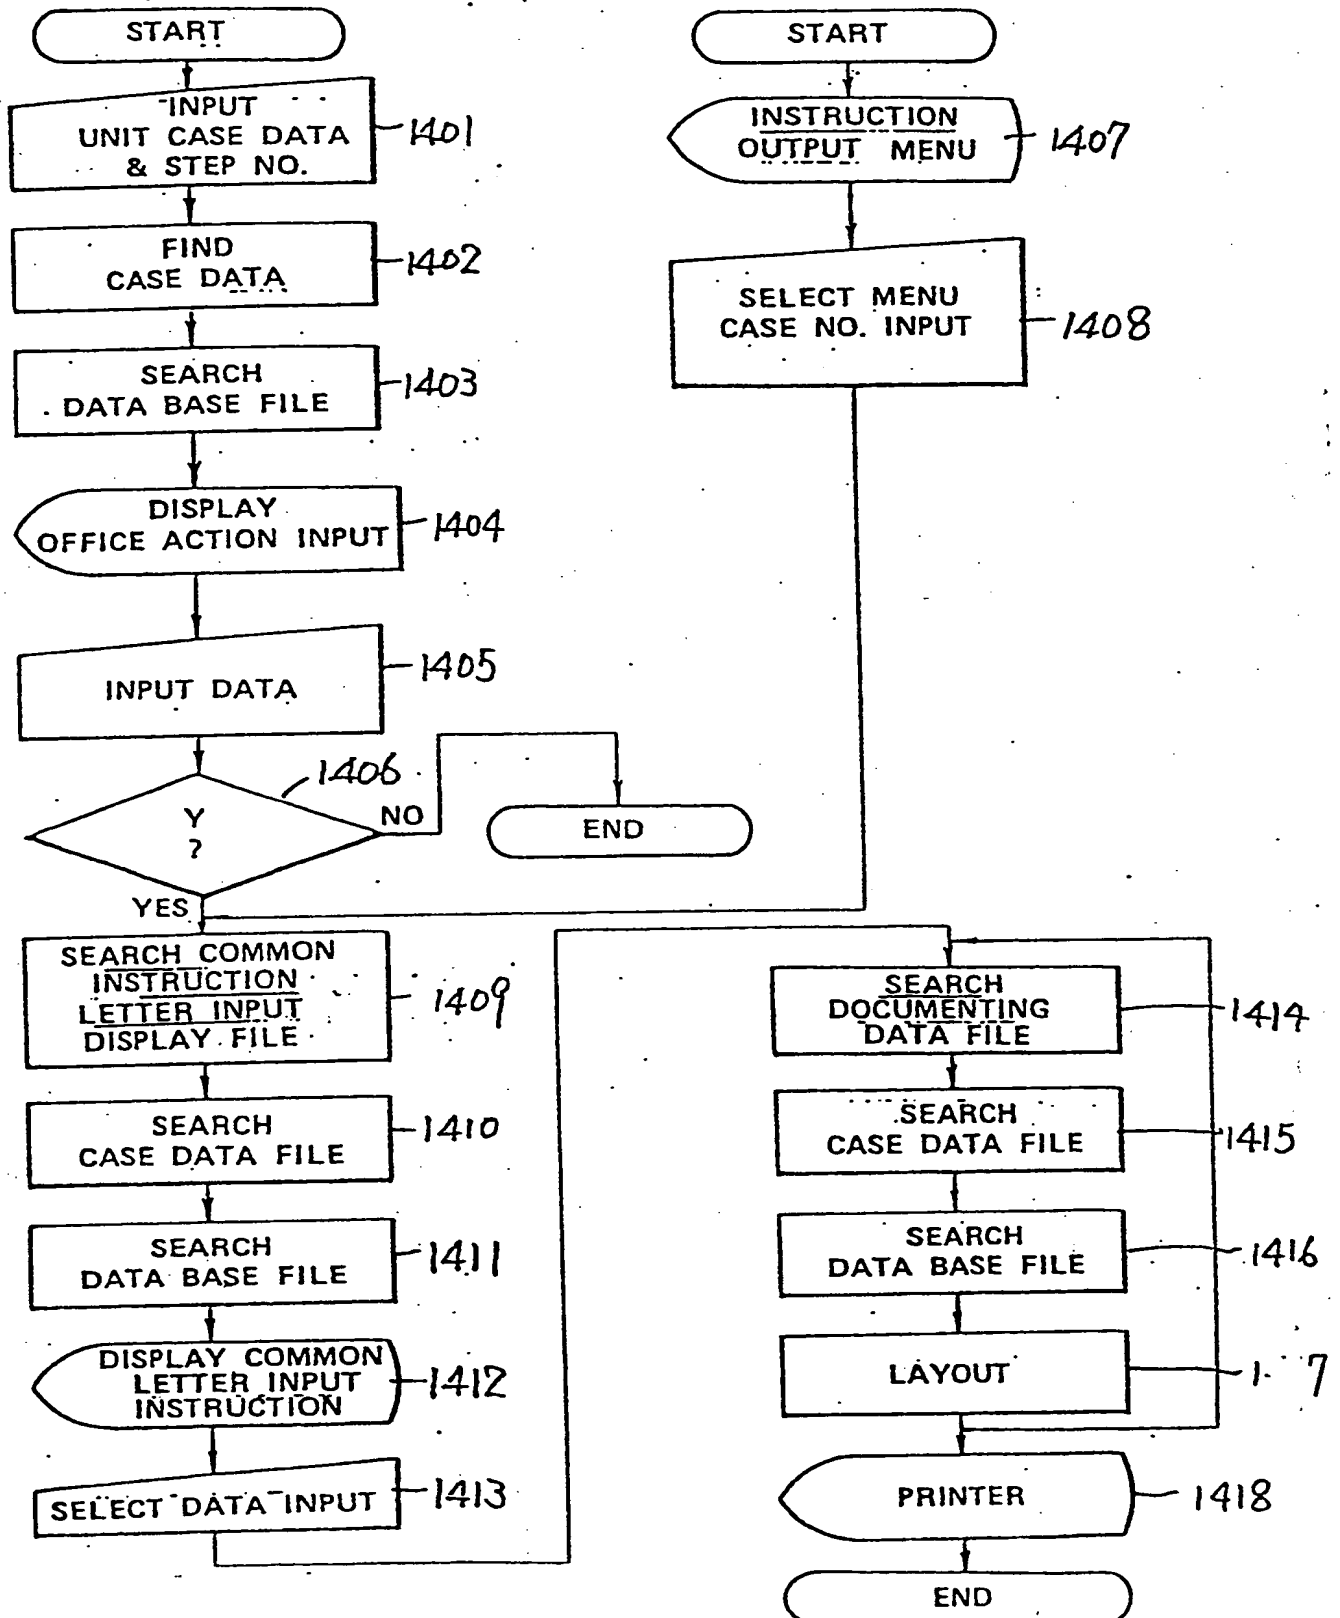 START
INPUT
UNIT CASE DATA
& STEP NO.
1401
FIND
CASE DATA
1402
SEARCH
DATA BASE FILE
1403
DISPLAY
OFFICE ACTION INPUT
1404
INPUT DATA
1405
Y
?
1406
NO
END
YES
START
INSTRUCTION
OUTPUT MENU
1407
SELECT MENU
CASE NO. INPUT
1408
SEARCH COMMON
INSTRUCTION
LETTER INPUT
DISPLAY FILE
1409
SEARCH
CASE DATA FILE
1410
SEARCH
DATA BASE FILE
1411
DISPLAY COMMON
LETTER INPUT
INSTRUCTION
1412
SELECT DATA INPUT
1413
SEARCH
DOCUMENTING
DATA FILE
1414
SEARCH
CASE DATA FILE
1415
SEARCH
DATA BASE FILE
1416
LAYOUT
PRINTER
1418
END